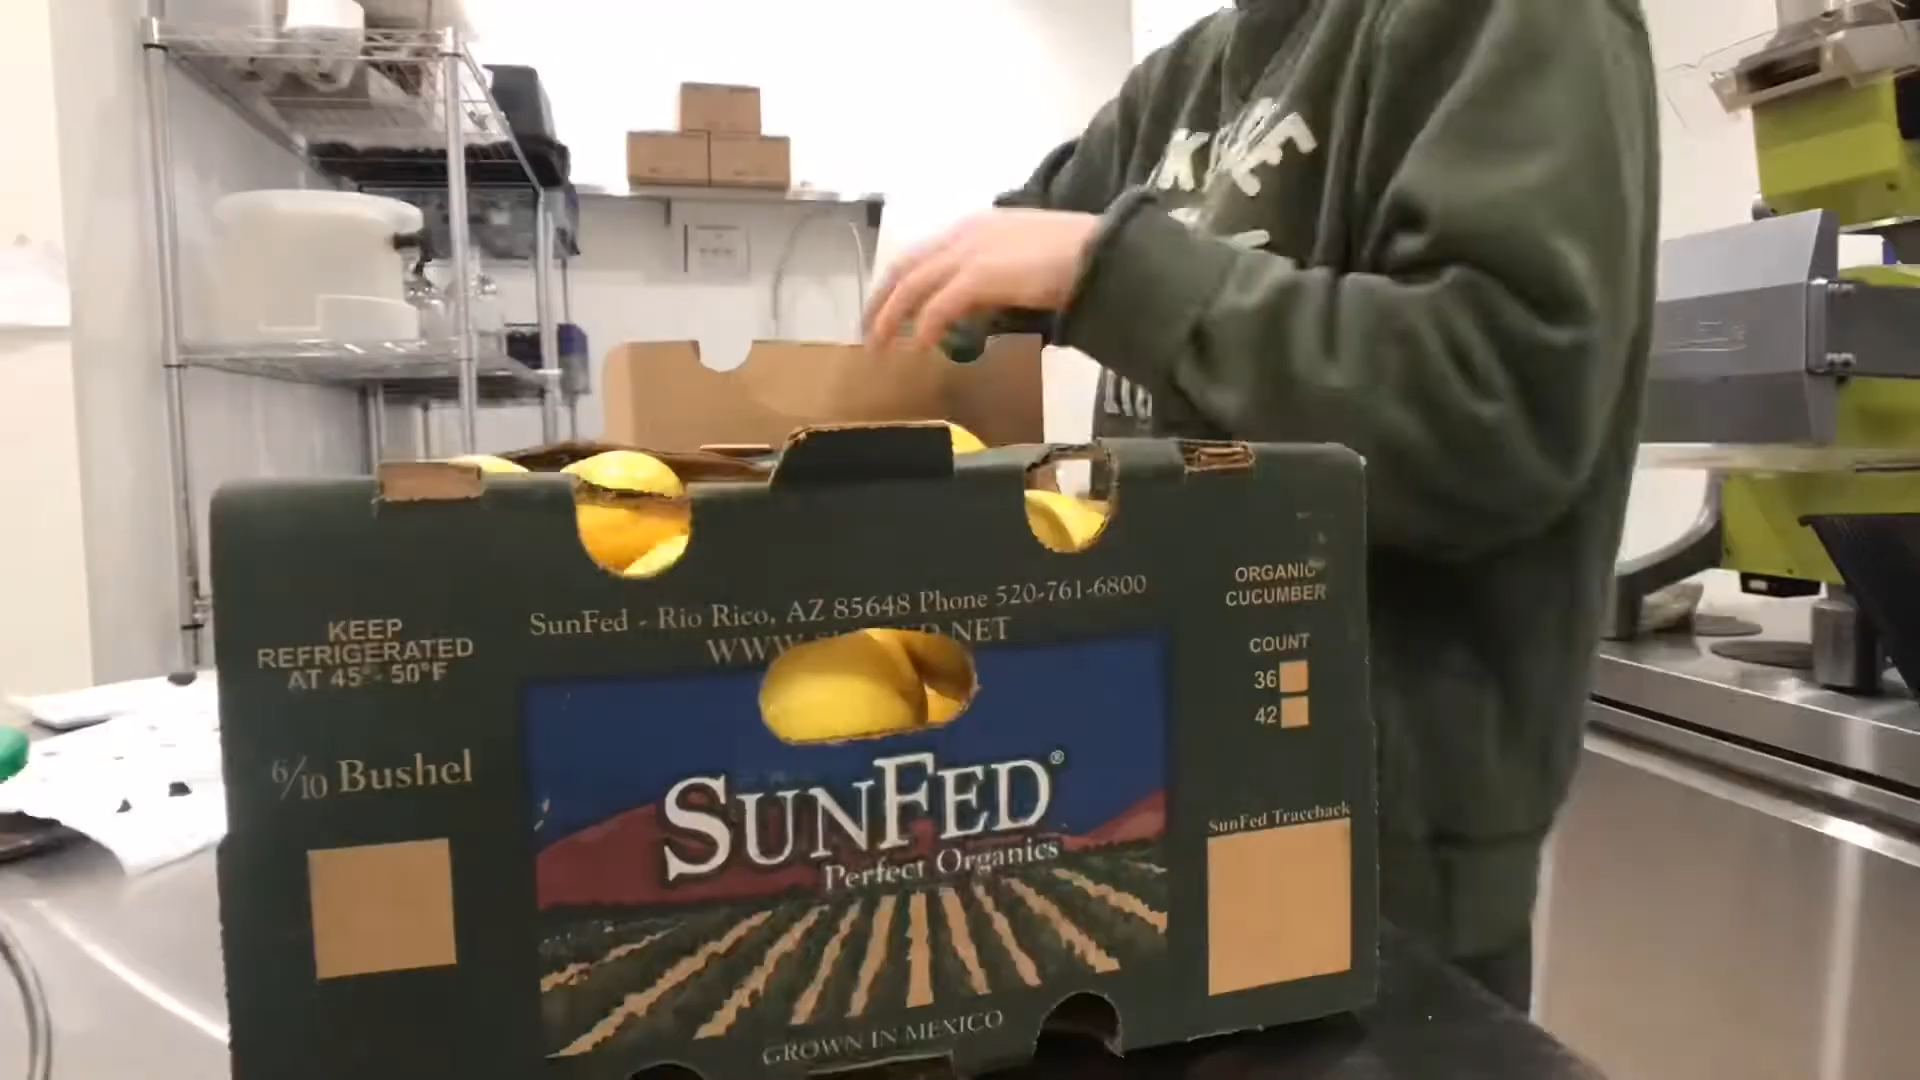 KEEP
REFRIGERATED
AT 45°- 50°F
6/10 Bushel
SunFed - Rio Rico, AZ 85648 Phone 520-761-6800
SUNFED®
Perfect Organics
GROWN IN MEXICO
ORGANIC
CUCUMBER
COUNT
36
42
SunFed Traceback